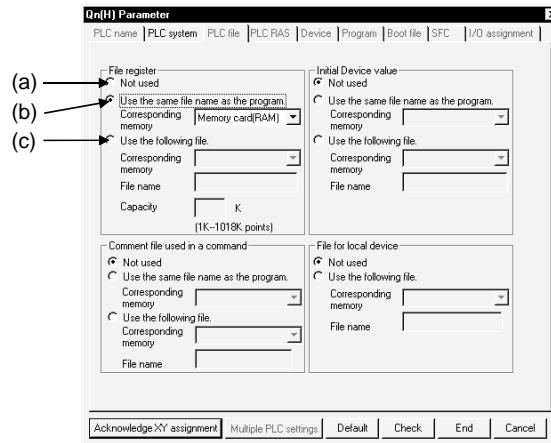 Qn(H) Parameter
PLC name PLC system PLC file PLC RAS Device Program Boot file SFC I/O assignment
(a)
(b)
(c)
File register
Not used
Use the same file name as the program.
Corresponding memory Memory card(RAM)
Use the following file.
Corresponding memory
File name
Capacity K
(1K--1018K points)
Initial Device value
Not used
Use the same file name as the program.
Corresponding memory
Use the following file.
Corresponding memory
File name
Comment file used in a command
Not used
Use the same file name as the program.
Corresponding memory
Use the following file.
Corresponding memory
File name
File for local device
Not used
Use the following file.
Corresponding memory
File name
Acknowledge XY assignment Multiple PLC settings Default Check End Cancel